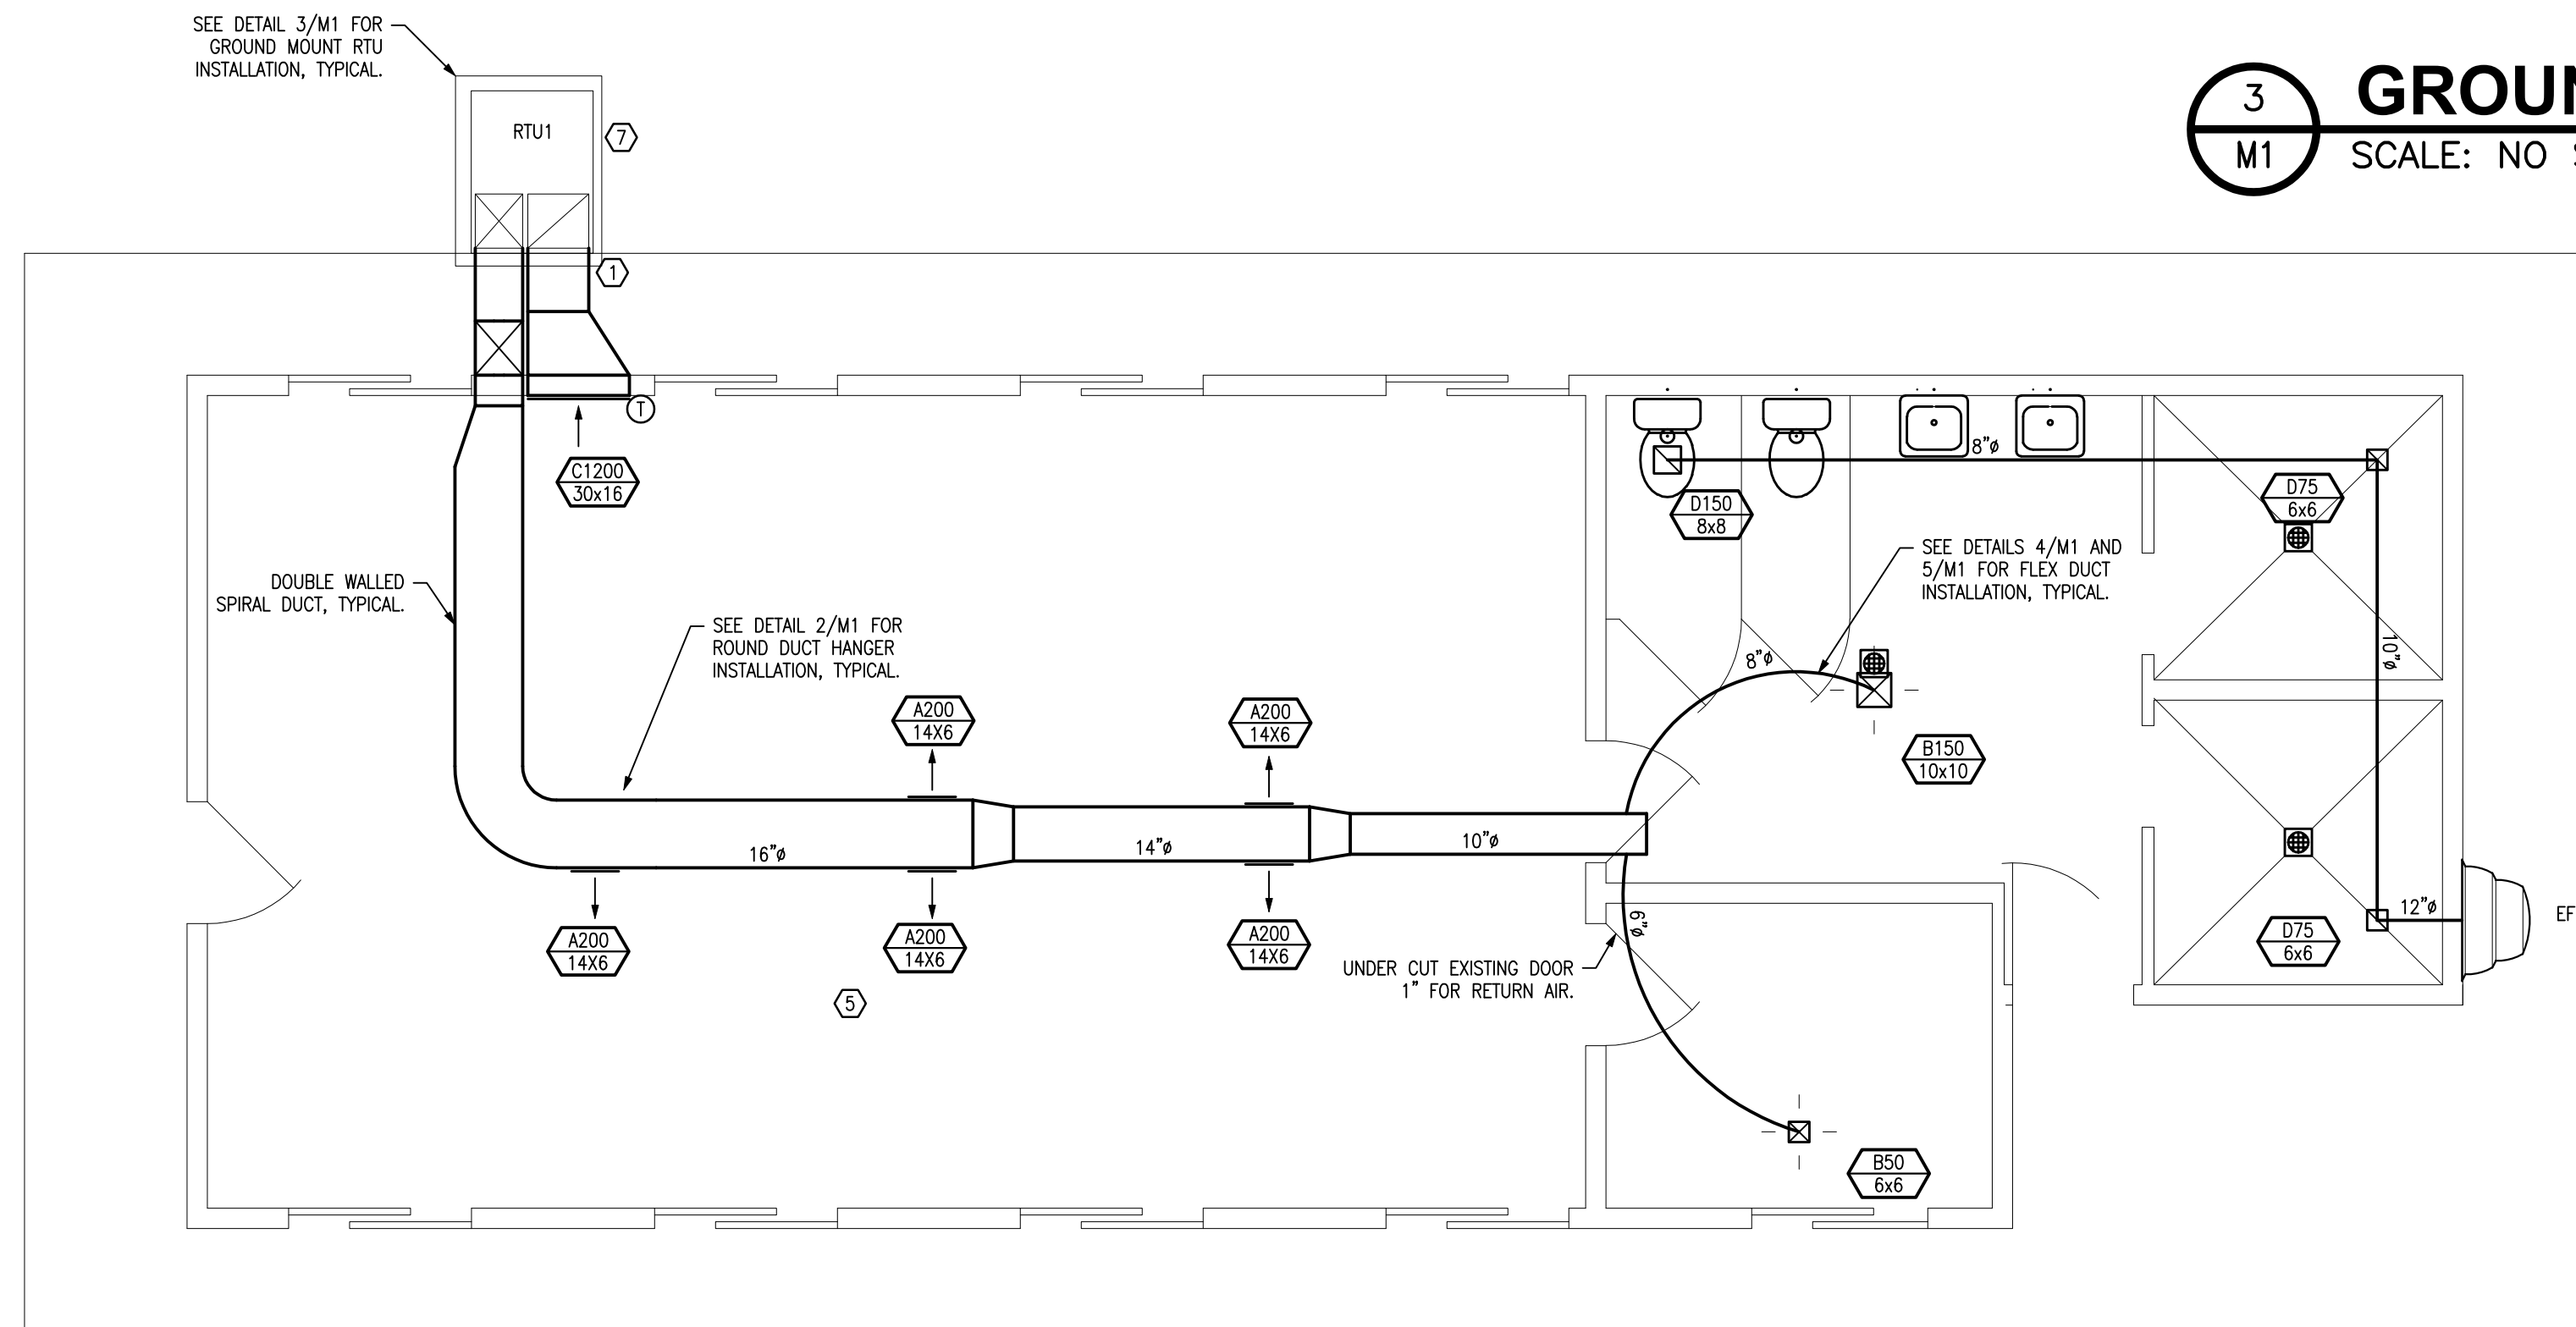 SEE DETAIL 3/M1 FOR
GROUND MOUNT RTU
INSTALLATION, TYPICAL.
RTU1
7
1
3
M1
SCALE: NO
T
C1200
30x16
DOUBLE WALLED
SPIRAL DUCT, TYPICAL.
SEE DETAIL 2/M1 FOR
ROUND DUCT HANGER
INSTALLATION, TYPICAL.
A200
14X6
A200
14X6
16"ø
14"ø
10"ø
A200
14X6
A200
14X6
A200
14X6
5
UNDER CUT EXISTING DOOR
1" FOR RETURN AIR.
8"ø
D150
8x8
D75
6x6
SEE DETAILS 4/M1 AND
5/M1 FOR FLEX DUCT
INSTALLATION, TYPICAL.
8"ø
10"ø
B150
10x10
6"ø
12"ø
D75
6x6
EF
B50
6x6